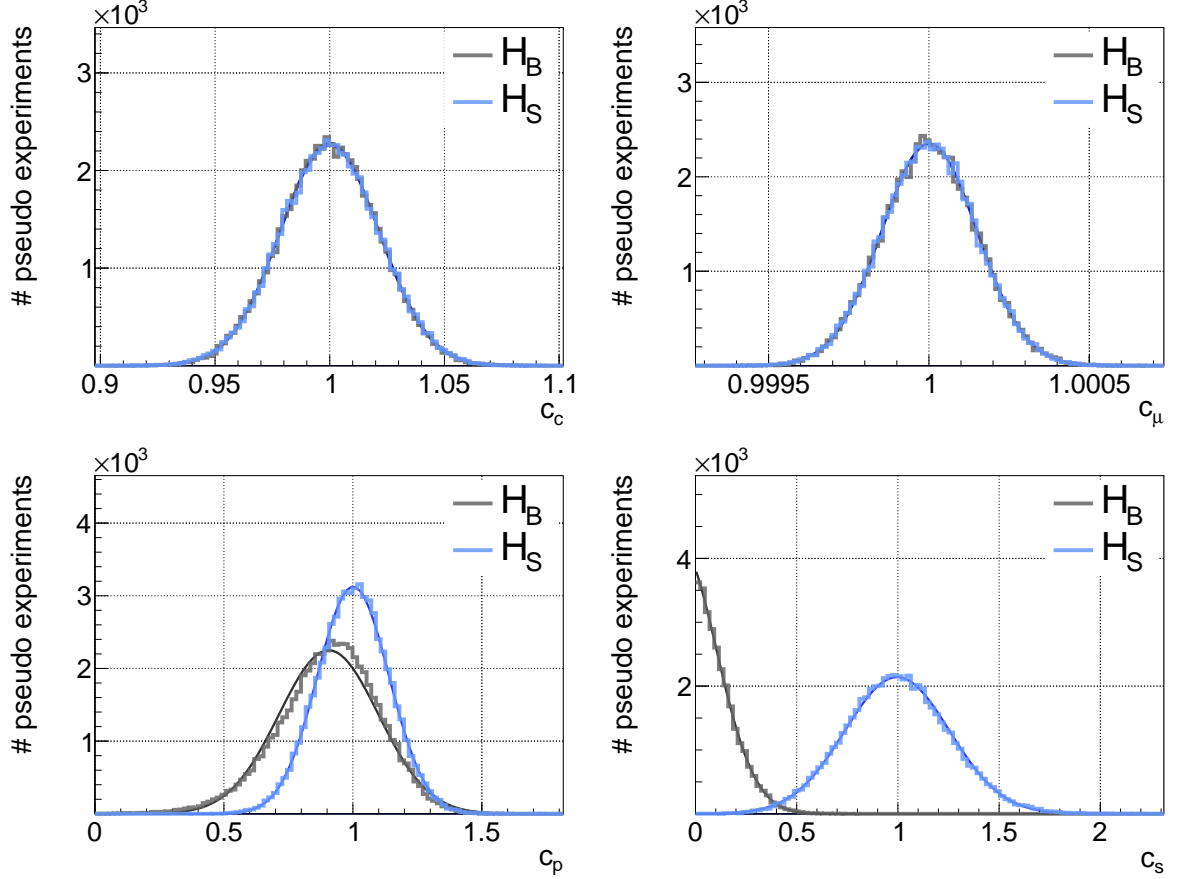 ×10³
# pseudo experiments
3
2
1
H_B
H_S
0.9 0.95 1 1.05 1.1
c_c
×10³
# pseudo experiments
3
2
1
H_B
H_S
0.9995 1 1.0005
c_μ
×10³
# pseudo experiments
4
3
2
1
H_B
H_S
0 0.5 1 1.5
c_p
×10³
# pseudo experiments
4
2
H_B
H_S
0 0.5 1 1.5 2
c_s